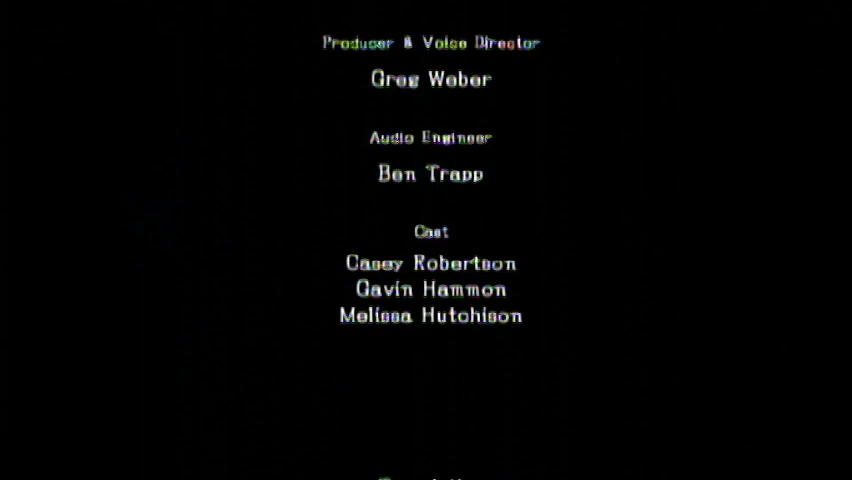 Producer & Voice Director
Greg Weber
Audio Engineer
Ben Trapp
Cast
Casey Robertson
Gavin Hammon
Melissa Hutchison